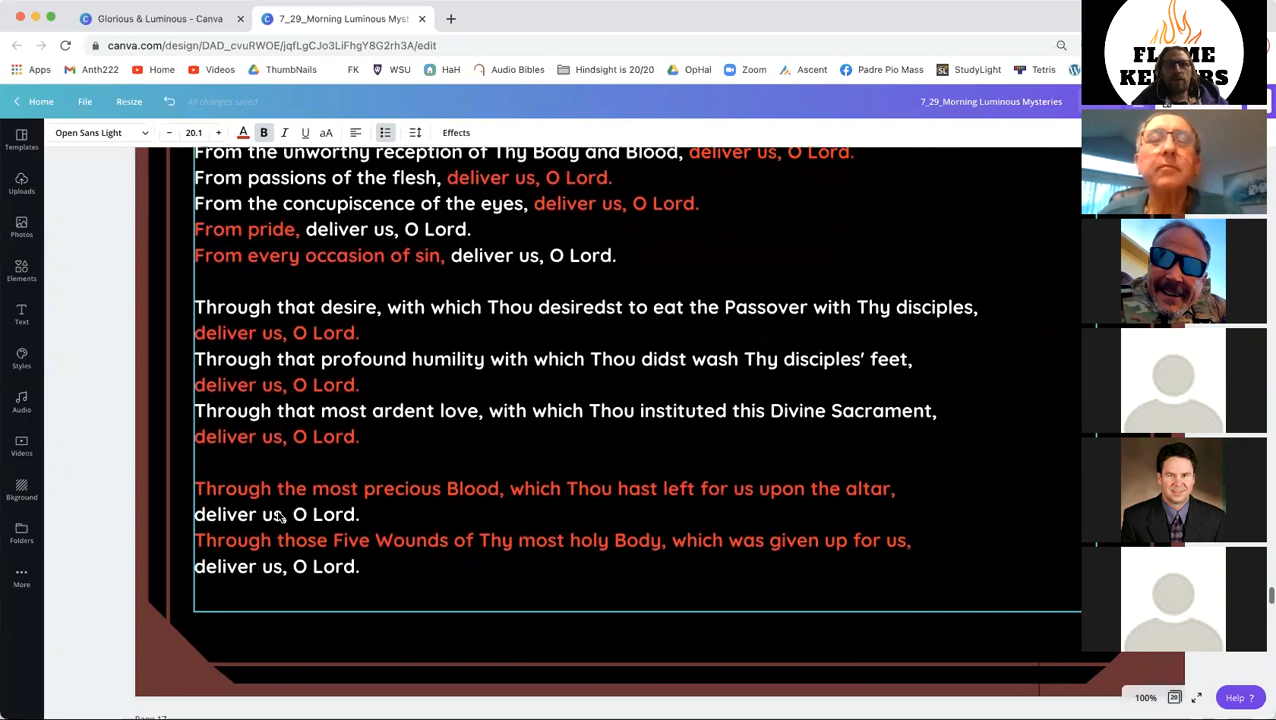 Glorious & Luminous - Canva
7_29_Morning Luminous Myst
canva.com/design/DAD_cvuRWOE/jqfLgCJo3LiFhgY8G2rh3A/edit
Apps Anth222 Home Videos ThumbNails FK WSU HaH Audio Bibles Hindsight is 20/20 OpHal Zoom Ascent Padre Pio Mass StudyLight Tetris
FLAME
KEEPERS
Home File Resize All changes saved 7_29_Morning Luminous Mysteries
Open Sans Light 20.1 A B I U aA Effects
Templates
Uploads
Photos
Elements
Text
Styles
Audio
Videos
Bkground
Folders
More
From the unworthy reception of Thy Body and Blood, deliver us, O Lord.
From passions of the flesh, deliver us, O Lord.
From the concupiscence of the eyes, deliver us, O Lord.
From pride, deliver us, O Lord.
From every occasion of sin, deliver us, O Lord.
Through that desire, with which Thou desiredst to eat the Passover with Thy disciples,
deliver us, O Lord.
Through that profound humility with which Thou didst wash Thy disciples' feet,
deliver us, O Lord.
Through that most ardent love, with which Thou instituted this Divine Sacrament,
deliver us, O Lord.
Through the most precious Blood, which Thou hast left for us upon the altar,
deliver us, O Lord.
Through those Five Wounds of Thy most holy Body, which was given up for us,
deliver us, O Lord.
100% 20 Help ?
Page 17